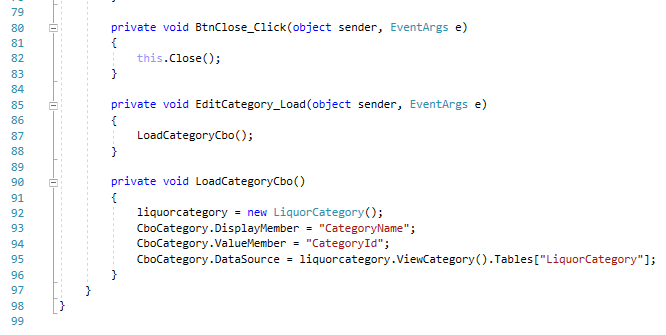 79
80 private void BtnClose_Click(object sender, EventArgs e)
81 {
82 this.Close();
83 }
84
85 private void EditCategory_Load(object sender, EventArgs e)
86 {
87 LoadCategoryCbo();
88 }
89
90 private void LoadCategoryCbo()
91 {
92 liquorcategory = new LiquorCategory();
93 CboCategory.DisplayMember = "CategoryName";
94 CboCategory.ValueMember = "CategoryId";
95 CboCategory.DataSource = liquorcategory.ViewCategory().Tables["LiquorCategory"];
96 }
97 }
98 }
99